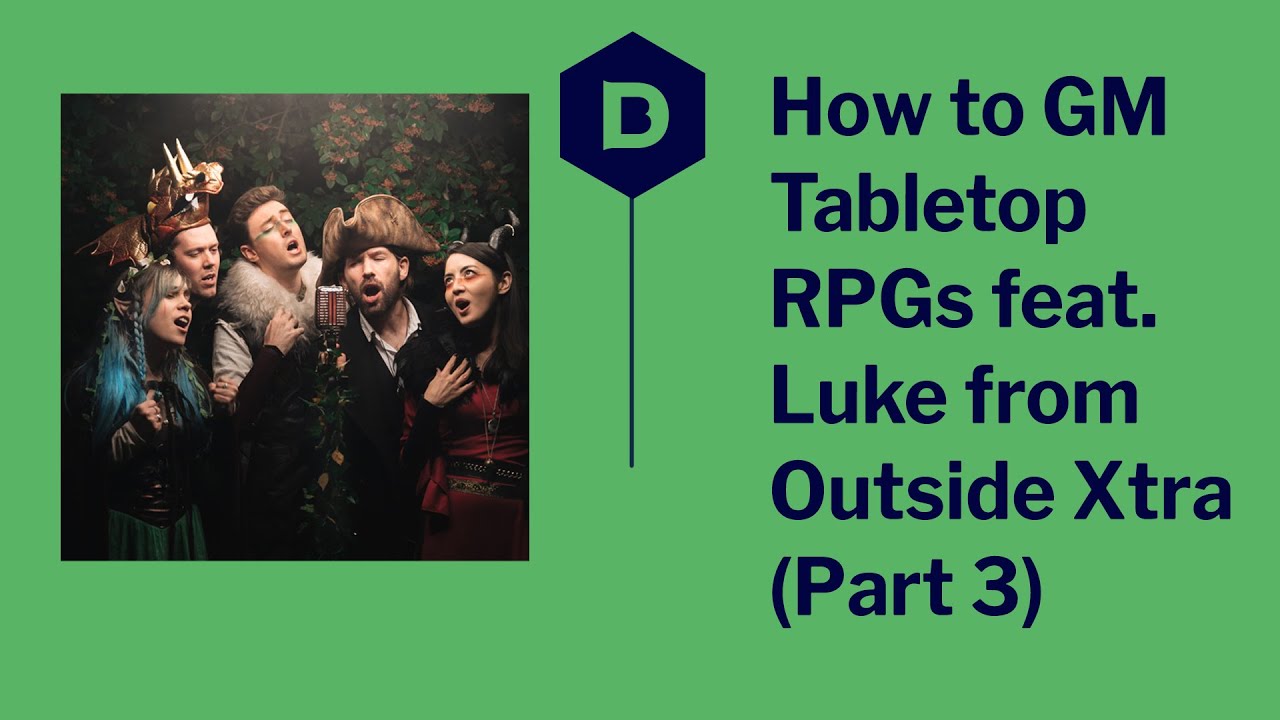 D
How to GM
Tabletop
RPGs feat.
Luke from
Outside Xtra
(Part 3)